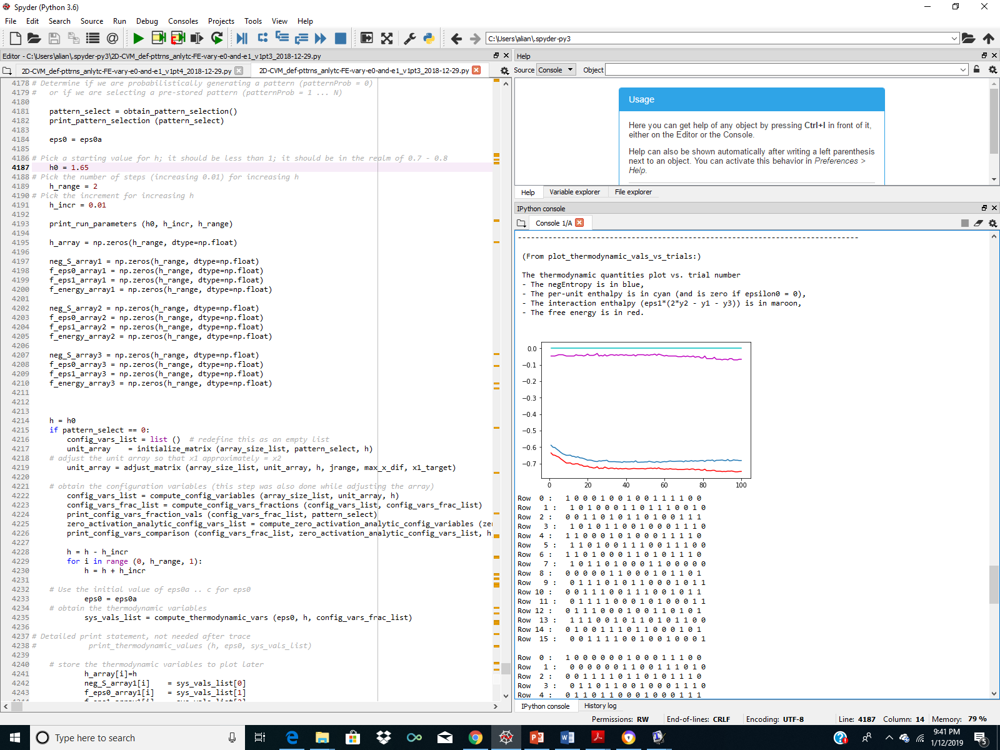 Spyder (Python 3.6)
File Edit Search Source Run Debug Consoles Projects Tools View Help
C:\Users\alian\.spyder-py3
Editor - C:\Users\alian\.spyder-py3\2D-CVM_def-pttrns_anlytc-FE-vary-e0-and-e1_v1pt3_2018-12-29.py
2D-CVM_def-pttrns_anlytc-FE-vary-e0-and-e1_v1pt4_2018-12-29.py
2D-CVM_def-pttrns_anlytc-FE-vary-e0-and-e1_v1pt3_2018-12-29.py
4178 # Determine if we are probabilistically generating a pattern (patternProb = 0)
4179 #   or if we are selecting a pre-stored pattern (patternProb = 1 ... N)
4180
4181     pattern_select = obtain_pattern_selection()
4182     print_pattern_selection (pattern_select)
4183
4184     eps0 = eps0a
4185
4186 # Pick a starting value for h; it should be less than 1; it should be in the realm of 0.7 - 0.8
4187     h0 = 1.65
4188 # Pick the number of steps (increasing 0.01) for increasing h
4189     h_range = 2
4190 # Pick the increment for increasing h
4191     h_incr = 0.01
4192
4193     print_run_parameters (h0, h_incr, h_range)
4194
4195     h_array = np.zeros(h_range, dtype=np.float)
4196
4197     neg_S_array1 = np.zeros(h_range, dtype=np.float)
4198     f_eps0_array1 = np.zeros(h_range, dtype=np.float)
4199     f_eps1_array1 = np.zeros(h_range, dtype=np.float)
4200     f_energy_array1 = np.zeros(h_range, dtype=np.float)
4201
4202     neg_S_array2 = np.zeros(h_range, dtype=np.float)
4203     f_eps0_array2 = np.zeros(h_range, dtype=np.float)
4204     f_eps1_array2 = np.zeros(h_range, dtype=np.float)
4205     f_energy_array2 = np.zeros(h_range, dtype=np.float)
4206
4207     neg_S_array3 = np.zeros(h_range, dtype=np.float)
4208     f_eps0_array3 = np.zeros(h_range, dtype=np.float)
4209     f_eps1_array3 = np.zeros(h_range, dtype=np.float)
4210     f_energy_array3 = np.zeros(h_range, dtype=np.float)
4211
4212
4213
4214     h = h0
4215     if pattern_select == 0:
4216         config_vars_list = list ()  # redefine this as an empty list
4217         unit_array    = initialize_matrix (array_size_list, pattern_select, h)
4218     # adjust the unit array so that x1 approximately = x2
4219         unit_array = adjust_matrix (array_size_list, unit_array, h, jrange, max_x_dif, x1_target)
4220
4221     # obtain the configuration variables (this step was also done while adjusting the array)
4222         config_vars_list = compute_config_variables (array_size_list, unit_array, h)
4223         config_vars_frac_list = compute_config_vars_fractions (config_vars_list, config_vars_frac_list)
4224         print_config_vars_fraction_vals (config_vars_frac_list, pattern_select)
4225         zero_activation_analytic_config_vars_list = compute_zero_activation_analytic_config_variables (ze
4226         print_config_vars_comparison (config_vars_frac_list, zero_activation_analytic_config_vars_list, h
4227
4228         h = h - h_incr
4229         for i in range (0, h_range, 1):
4230             h = h + h_incr
4231
4232     # Use the initial value of eps0a .. c for eps0
4233             eps0 = eps0a
4234     # obtain the thermodynamic variables
4235             sys_vals_list = compute_thermodynamic_vars (eps0, h, config_vars_frac_list)
4236
4237 # Detailed print statement, not needed after trace
4238 #            print_thermodynamic_values (h, eps0, sys_vals_list)
4239
4240     # store the thermodynamic variables to plot later
4241             h_array[i]=h
4242             neg_S_array1[i]    = sys_vals_list[0]
4243             f_eps0_array1[i]   = sys_vals_list[1]
Help
Source Console Object
Usage
Here you can get help of any object by pressing Ctrl+I in front of it,
either on the Editor or the Console.
Help can also be shown automatically after writing a left parenthesis
next to an object. You can activate this behavior in Preferences >
Help.
Help Variable explorer File explorer
IPython console
Console 1/A
------------------------------------------------------------------------------
(From plot_thermodynamic_vals_vs_trials:)
The thermodynamic quantities plot vs. trial number
- The negEntropy is in blue,
- The per-unit enthalpy is in cyan (and is zero if epsilon0 = 0),
- The interaction enthalpy (eps1*(2*y2 - y1 - y3)) is in maroon,
- The free energy is in red.
0.0
−0.1
−0.2
−0.3
−0.4
−0.5
−0.6
−0.7
0 20 40 60 80 100
Row  0 :   1 0 0 0 1 0 0 1 0 0 1 1 1 1 0 0
Row  1 :   1 0 1 0 0 0 1 1 0 1 1 1 0 0 1 0
Row  2 :   0 0 1 1 0 1 0 1 1 0 1 0 0 1 1 1
Row  3 :   1 0 1 0 1 1 0 0 1 0 0 0 1 1 1 0
Row  4 :   1 1 0 0 0 1 0 1 0 0 0 1 1 1 1 0
Row  5 :   1 1 0 1 0 0 1 1 1 0 0 1 1 1 0 0
Row  6 :   1 1 0 1 0 0 0 1 1 0 1 0 1 1 1 0
Row  7 :   1 0 1 1 0 1 0 0 0 1 1 0 0 0 0 0
Row  8 :   0 0 0 0 0 1 1 0 0 0 1 0 1 1 0 1
Row  9 :   0 1 1 1 0 1 0 1 1 0 0 0 1 0 1 1
Row 10 :   0 0 1 1 1 0 0 1 1 1 0 0 1 0 1 1
Row  11 :   0 1 1 1 1 0 0 0 1 0 1 0 0 0 1 1
Row 12 :   0 1 1 1 0 0 0 1 0 0 1 1 0 1 0 1
Row  13 :   1 1 1 0 0 1 0 1 1 0 1 0 1 1 0 0
Row 14 :   0 1 0 0 1 1 1 0 1 1 0 0 0 1 0 1
Row  15 :   0 0 1 1 1 1 0 0 1 0 0 1 0 0 0 1
Row  0 :   1 0 0 0 0 0 0 1 0 0 0 1 1 1 0 0
Row  1 :   0 0 0 0 0 1 1 0 0 1 1 1 0 1 0
Row  2 :   0 0 1 1 1 1 0 1 1 0 1 0 1 1 1 0
Row  3 :   0 1 1 0 1 1 0 0 1 0 0 0 1 1 1 0
Row  4 :   0 1 1 0 1 1 0 0 0 1 0 0 0 1 1 1
IPython console History log
Permissions: RW End-of-lines: CRLF Encoding: UTF-8 Line: 4187 Column: 14 Memory: 79 %
Type here to search
9:41 PM
1/12/2019
5